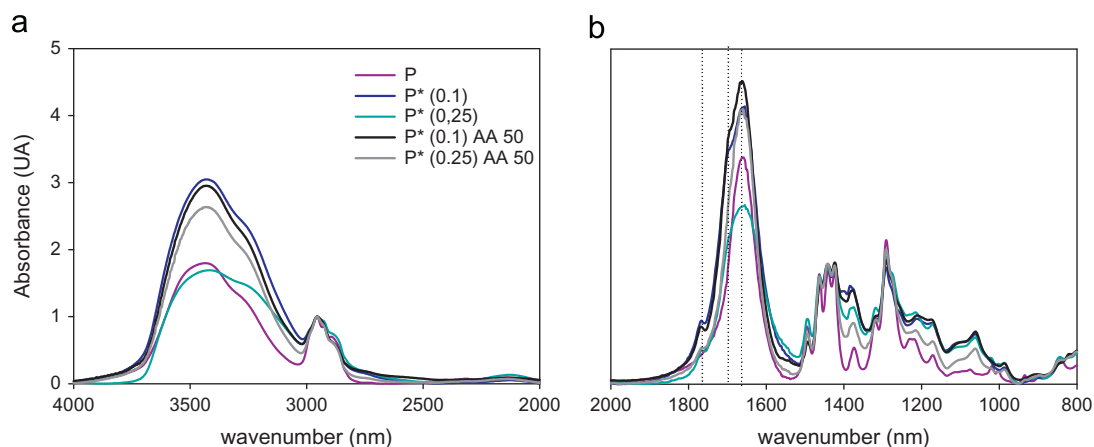 a
b
5
4
3
2
1
0
Absorbance (UA)
P
P* (0.1)
P* (0,25)
P* (0.1) AA 50
P* (0.25) AA 50
4000 3500 3000 2500 2000
2000 1800 1600 1400 1200 1000 800
wavenumber (nm)
wavenumber (nm)